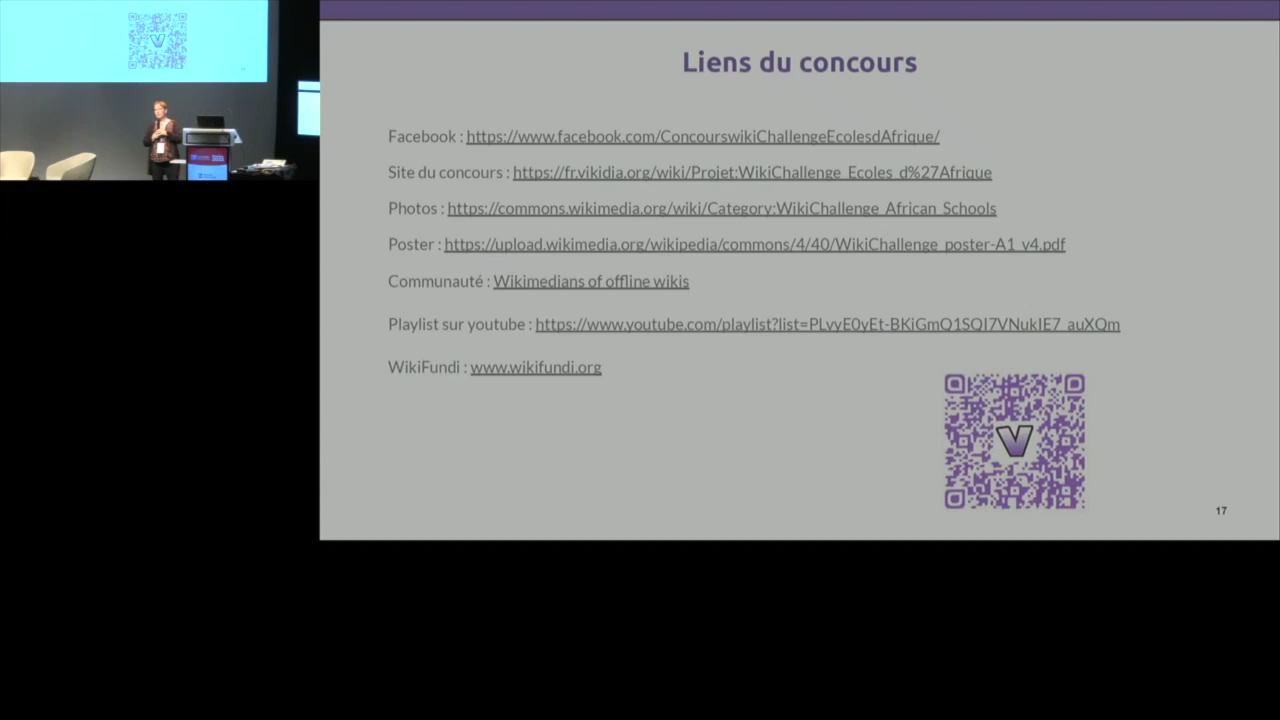 Liens du concours
Facebook : https://www.facebook.com/ConcourswikiChallengeEcolesdAfrique/
Site du concours : https://fr.vikidia.org/wiki/Projet:WikiChallenge_Ecoles_d%27Afrique
Photos : https://commons.wikimedia.org/wiki/Category:WikiChallenge_African_Schools
Poster : https://upload.wikimedia.org/wikipedia/commons/4/40/WikiChallenge_poster-A1_v4.pdf
Communauté : Wikimedians of offline wikis
Playlist sur youtube : https://www.youtube.com/playlist?list=PLvyE0yEt-BKiGmQ1SQI7VNukIE7_auXQm
WikiFundi : www.wikifundi.org
V
17